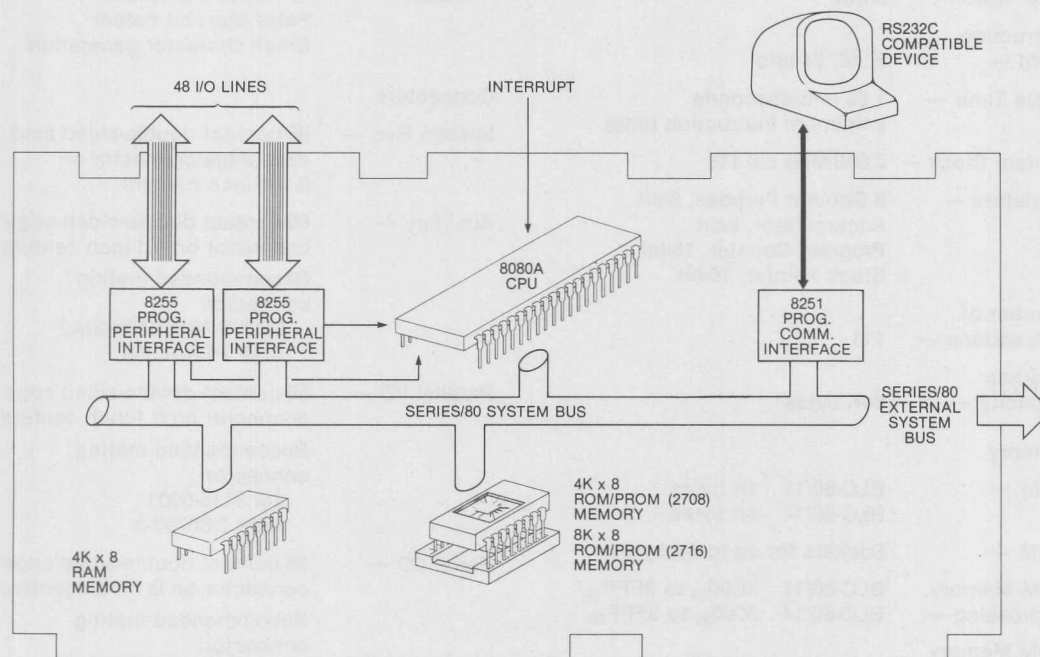 48 I/O LINES
INTERRUPT
RS232C
COMPATIBLE
DEVICE
8080A
CPU
8255
PROG.
PERIPHERAL
INTERFACE
8255
PROG.
PERIPHERAL
INTERFACE
8251
PROG.
COMM.
INTERFACE
SERIES/80 SYSTEM BUS
SERIES/80
EXTERNAL
SYSTEM
BUS
4K x 8
RAM
MEMORY
4K x 8
ROM/PROM (2708)
MEMORY
8K x 8
ROM/PROM (2716)
MEMORY